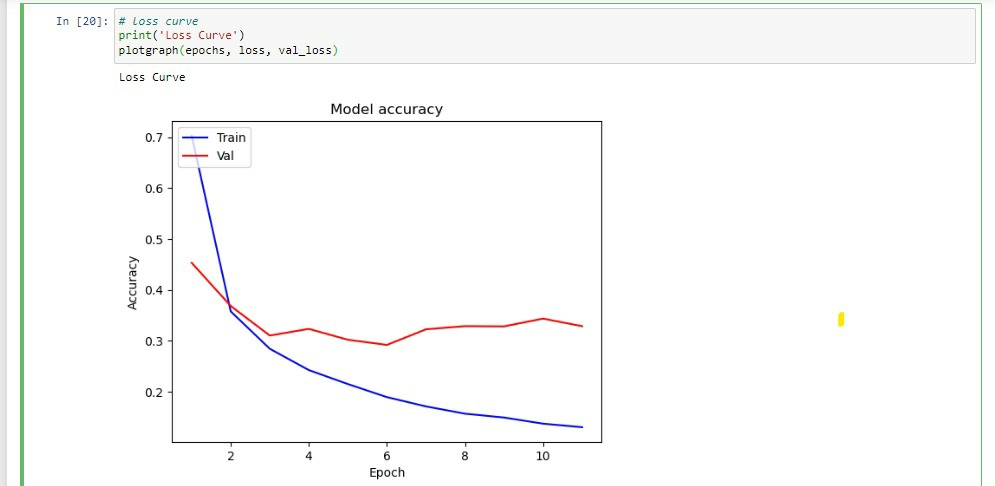 In [20]: # Loss curve
print('Loss Curve')
plotgraph(epochs, loss, val_loss)
Loss Curve
Model accuracy
Train
Val
0.7
0.6
0.5
0.4
0.3
0.2
Accuracy
2 4 6 8 10
Epoch